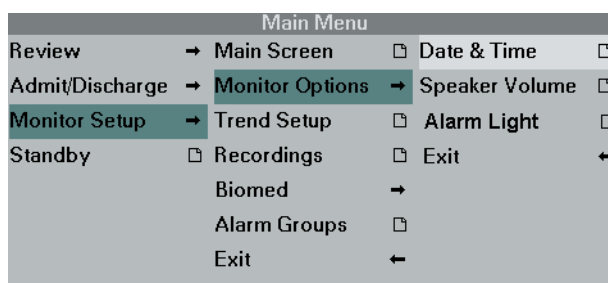 Main Menu
Review → Main Screen Date & Time
Admit/Discharge → Monitor Options → Speaker Volume
Monitor Setup → Trend Setup Alarm Light
Standby Recordings Exit ←
Biomed →
Alarm Groups
Exit ←